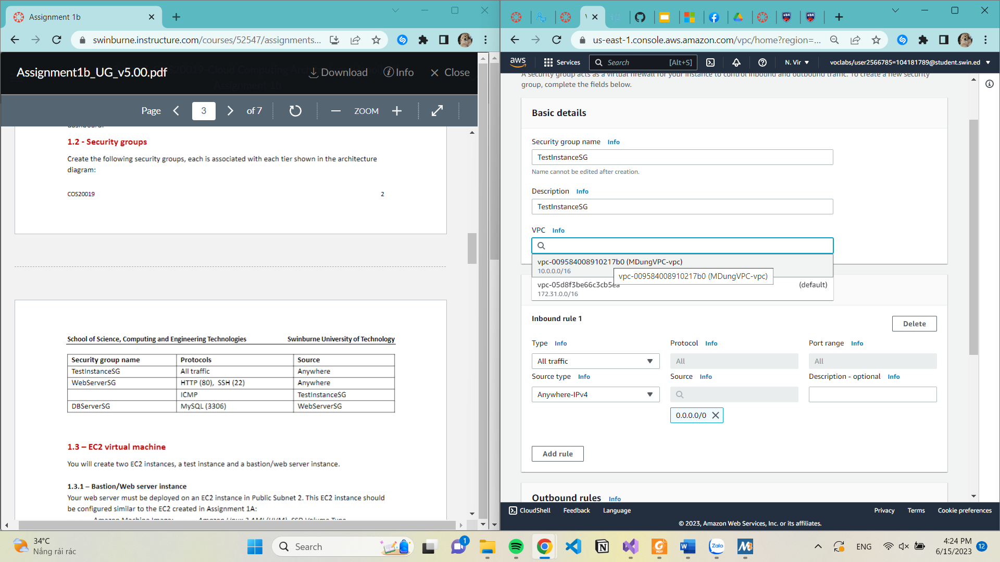 Assignment 1b
swinburne.instructure.com/courses/52547/assignments...
Assignment1b_UG_v5.00.pdf
Download
Info
Close
Page
3
of 7
ZOOM
1.2 - Security groups
Create the following security groups, each is associated with each tier shown in the architecture
diagram:
COS20019
2
School of Science, Computing and Engineering Technologies
Swinburne University of Technology
Security group name
Protocols
Source
TestInstanceSG
All traffic
Anywhere
WebServerSG
HTTP (80), SSH (22)
Anywhere
ICMP
TestInstanceSG
DBServerSG
MySQL (3306)
WebServerSG
1.3 – EC2 virtual machine
You will create two EC2 instances, a test instance and a bastion/web server instance.
1.3.1 – Bastion/Web server instance
Your web server must be deployed on an EC2 instance in Public Subnet 2. This EC2 instance should
be configured similar to the EC2 created in Assignment 1A:
us-east-1.console.aws.amazon.com/vpc/home?region=...
aws
Services
Search
[Alt+S]
N. Vir
voclabs/user2566785=104181789@student.swin.ed
A security group acts as a virtual firewall for your instance to control inbound and outbound traffic. To create a new security
group, complete the fields below.
Basic details
Security group name
Info
TestInstanceSG
Name cannot be edited after creation.
Description
Info
TestInstanceSG
VPC
Info
vpc-009584008910217b0 (MDungVPC-vpc)
10.0.0.0/16
vpc-009584008910217b0 (MDungVPC-vpc)
vpc-05d8f3be66c3cb5ea
(default)
172.31.0.0/16
Inbound rule 1
Delete
Type
Info
Protocol
Info
Port range
Info
All traffic
All
All
Source type
Info
Source
Info
Description - optional
Info
Anywhere-IPv4
0.0.0.0/0
Add rule
Outbound rules
Info
CloudShell
Feedback
Language
Privacy
Terms
Cookie preferences
© 2023, Amazon Web Services, Inc. or its affiliates.
34°C
Nắng rải rác
Search
1
Zalo
ENG
4:24 PM
6/15/2023
12